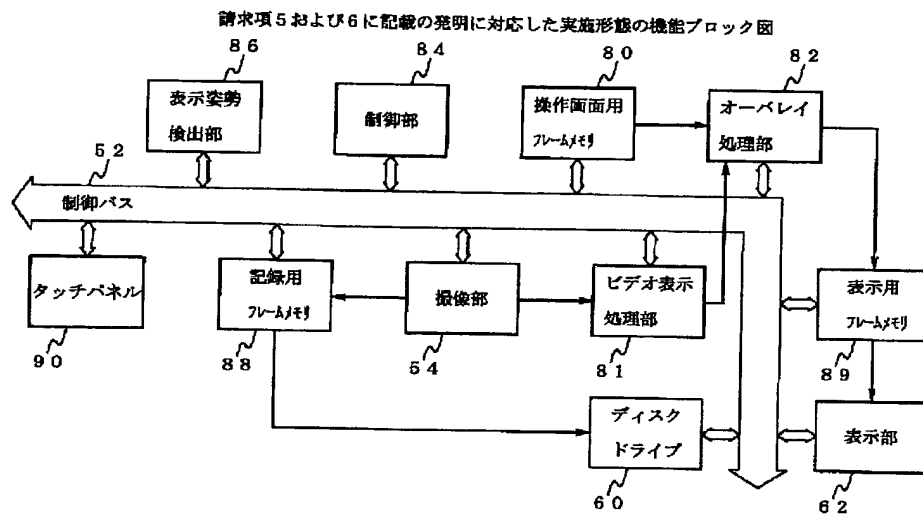 請求項5および6に記載の発明に対応した実施形態の機能ブロック図
86
84
80
82
表示姿勢
検出部
制御部
操作画面用
フレームメモリ
オーバレイ
処理部
52
制御バス
タッチパネル
90
記録用
フレームメモリ
88
撮像部
54
ビデオ表示
処理部
81
表示用
フレームメモリ
89
ディスク
ドライブ
60
表示部
62